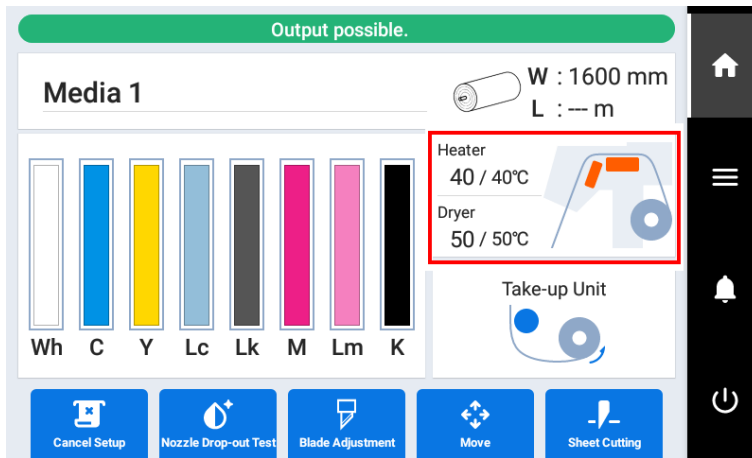 Output possible.
Media 1
W : 1600 mm
L : --- m
Heater
40 / 40℃
Dryer
50 / 50℃
Take-up Unit
Wh C Y Lc Lk M Lm K
Cancel Setup Nozzle Drop-out Test Blade Adjustment Move Sheet Cutting